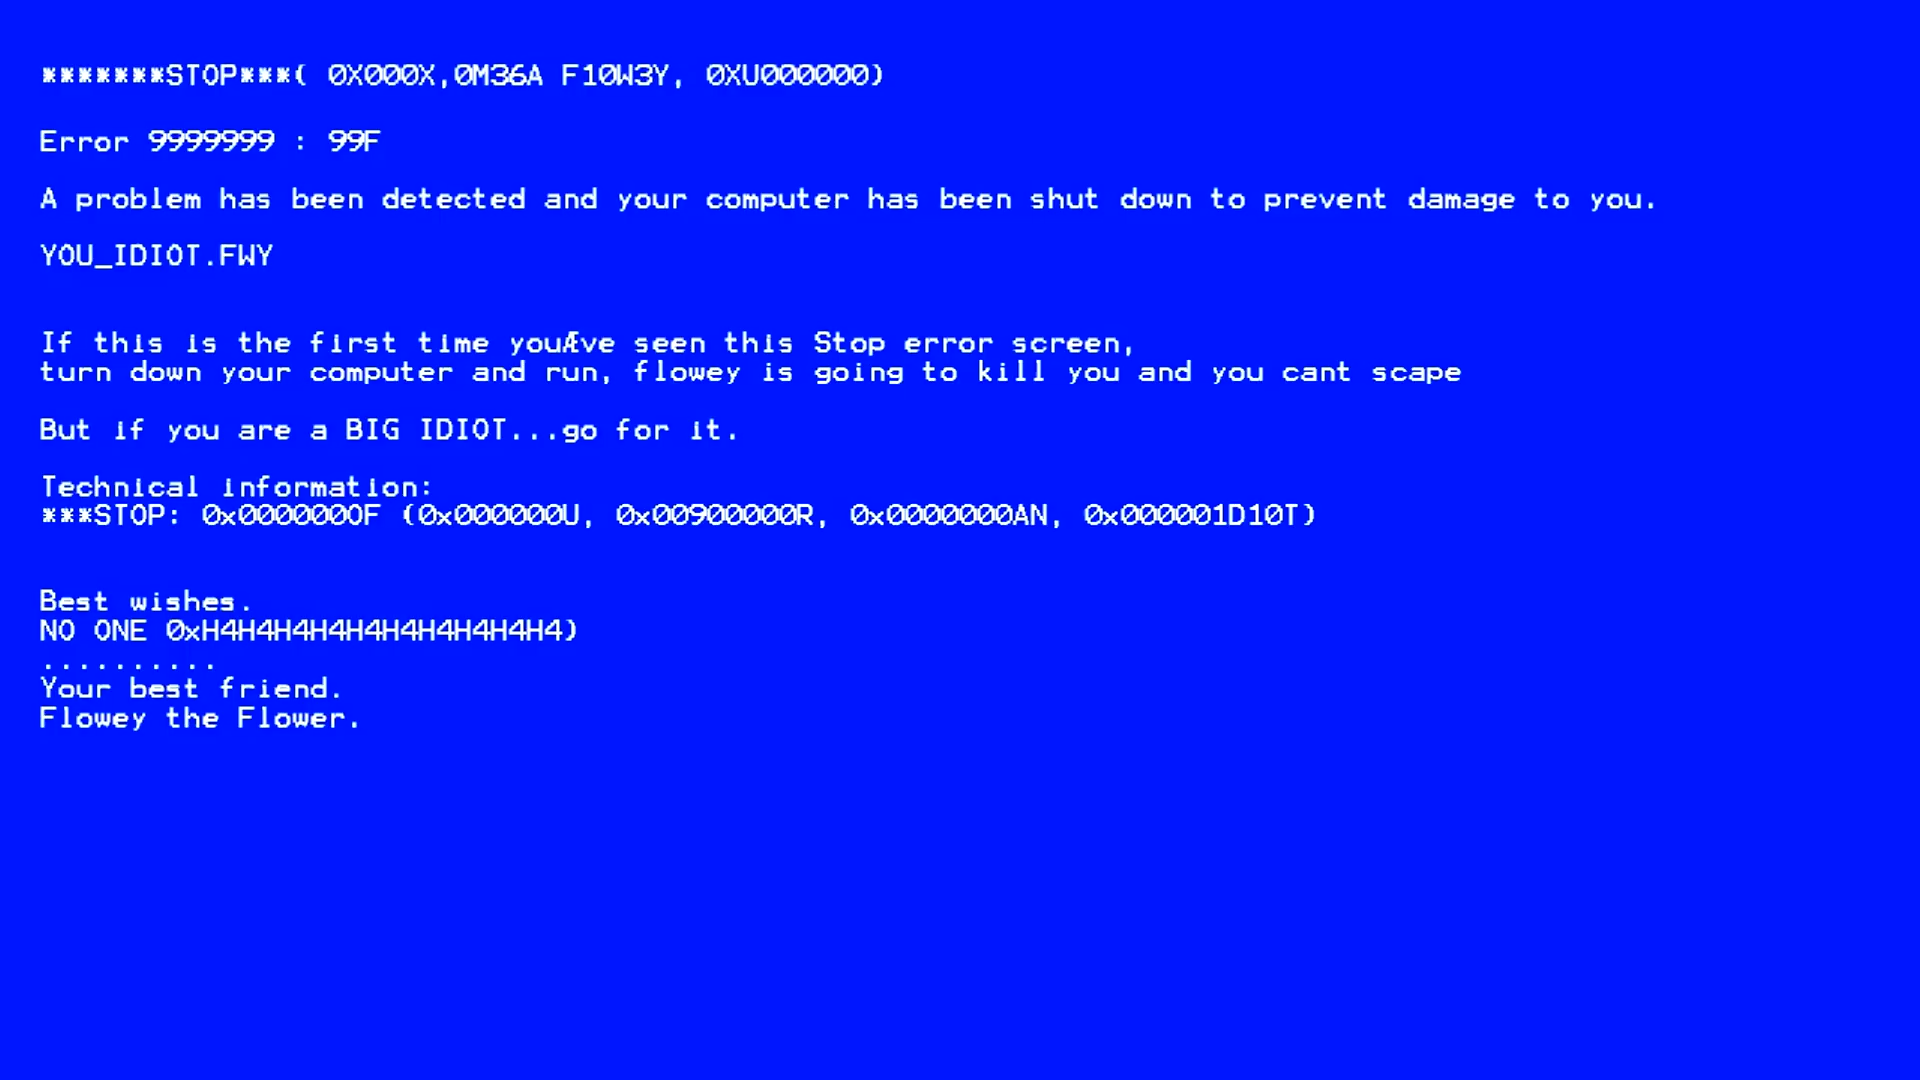 *******STOP***( 0X000X,0M36A F10W3Y, 0XU000000)
Error 9999999 : 99F
A problem has been detected and your computer has been shut down to prevent damage to you.
YOU_IDIOT.FWY
If this is the first time youÆve seen this Stop error screen,
turn down your computer and run, flowey is going to kill you and you cant scape
But if you are a BIG IDIOT...go for it.
Technical information:
***STOP: 0x0000000F (0x000000U, 0x00900000R, 0x0000000AN, 0x000001D10T)
Best wishes.
NO ONE 0xH4H4H4H4H4H4H4H4H4H4)
..........
Your best friend.
Flowey the Flower.